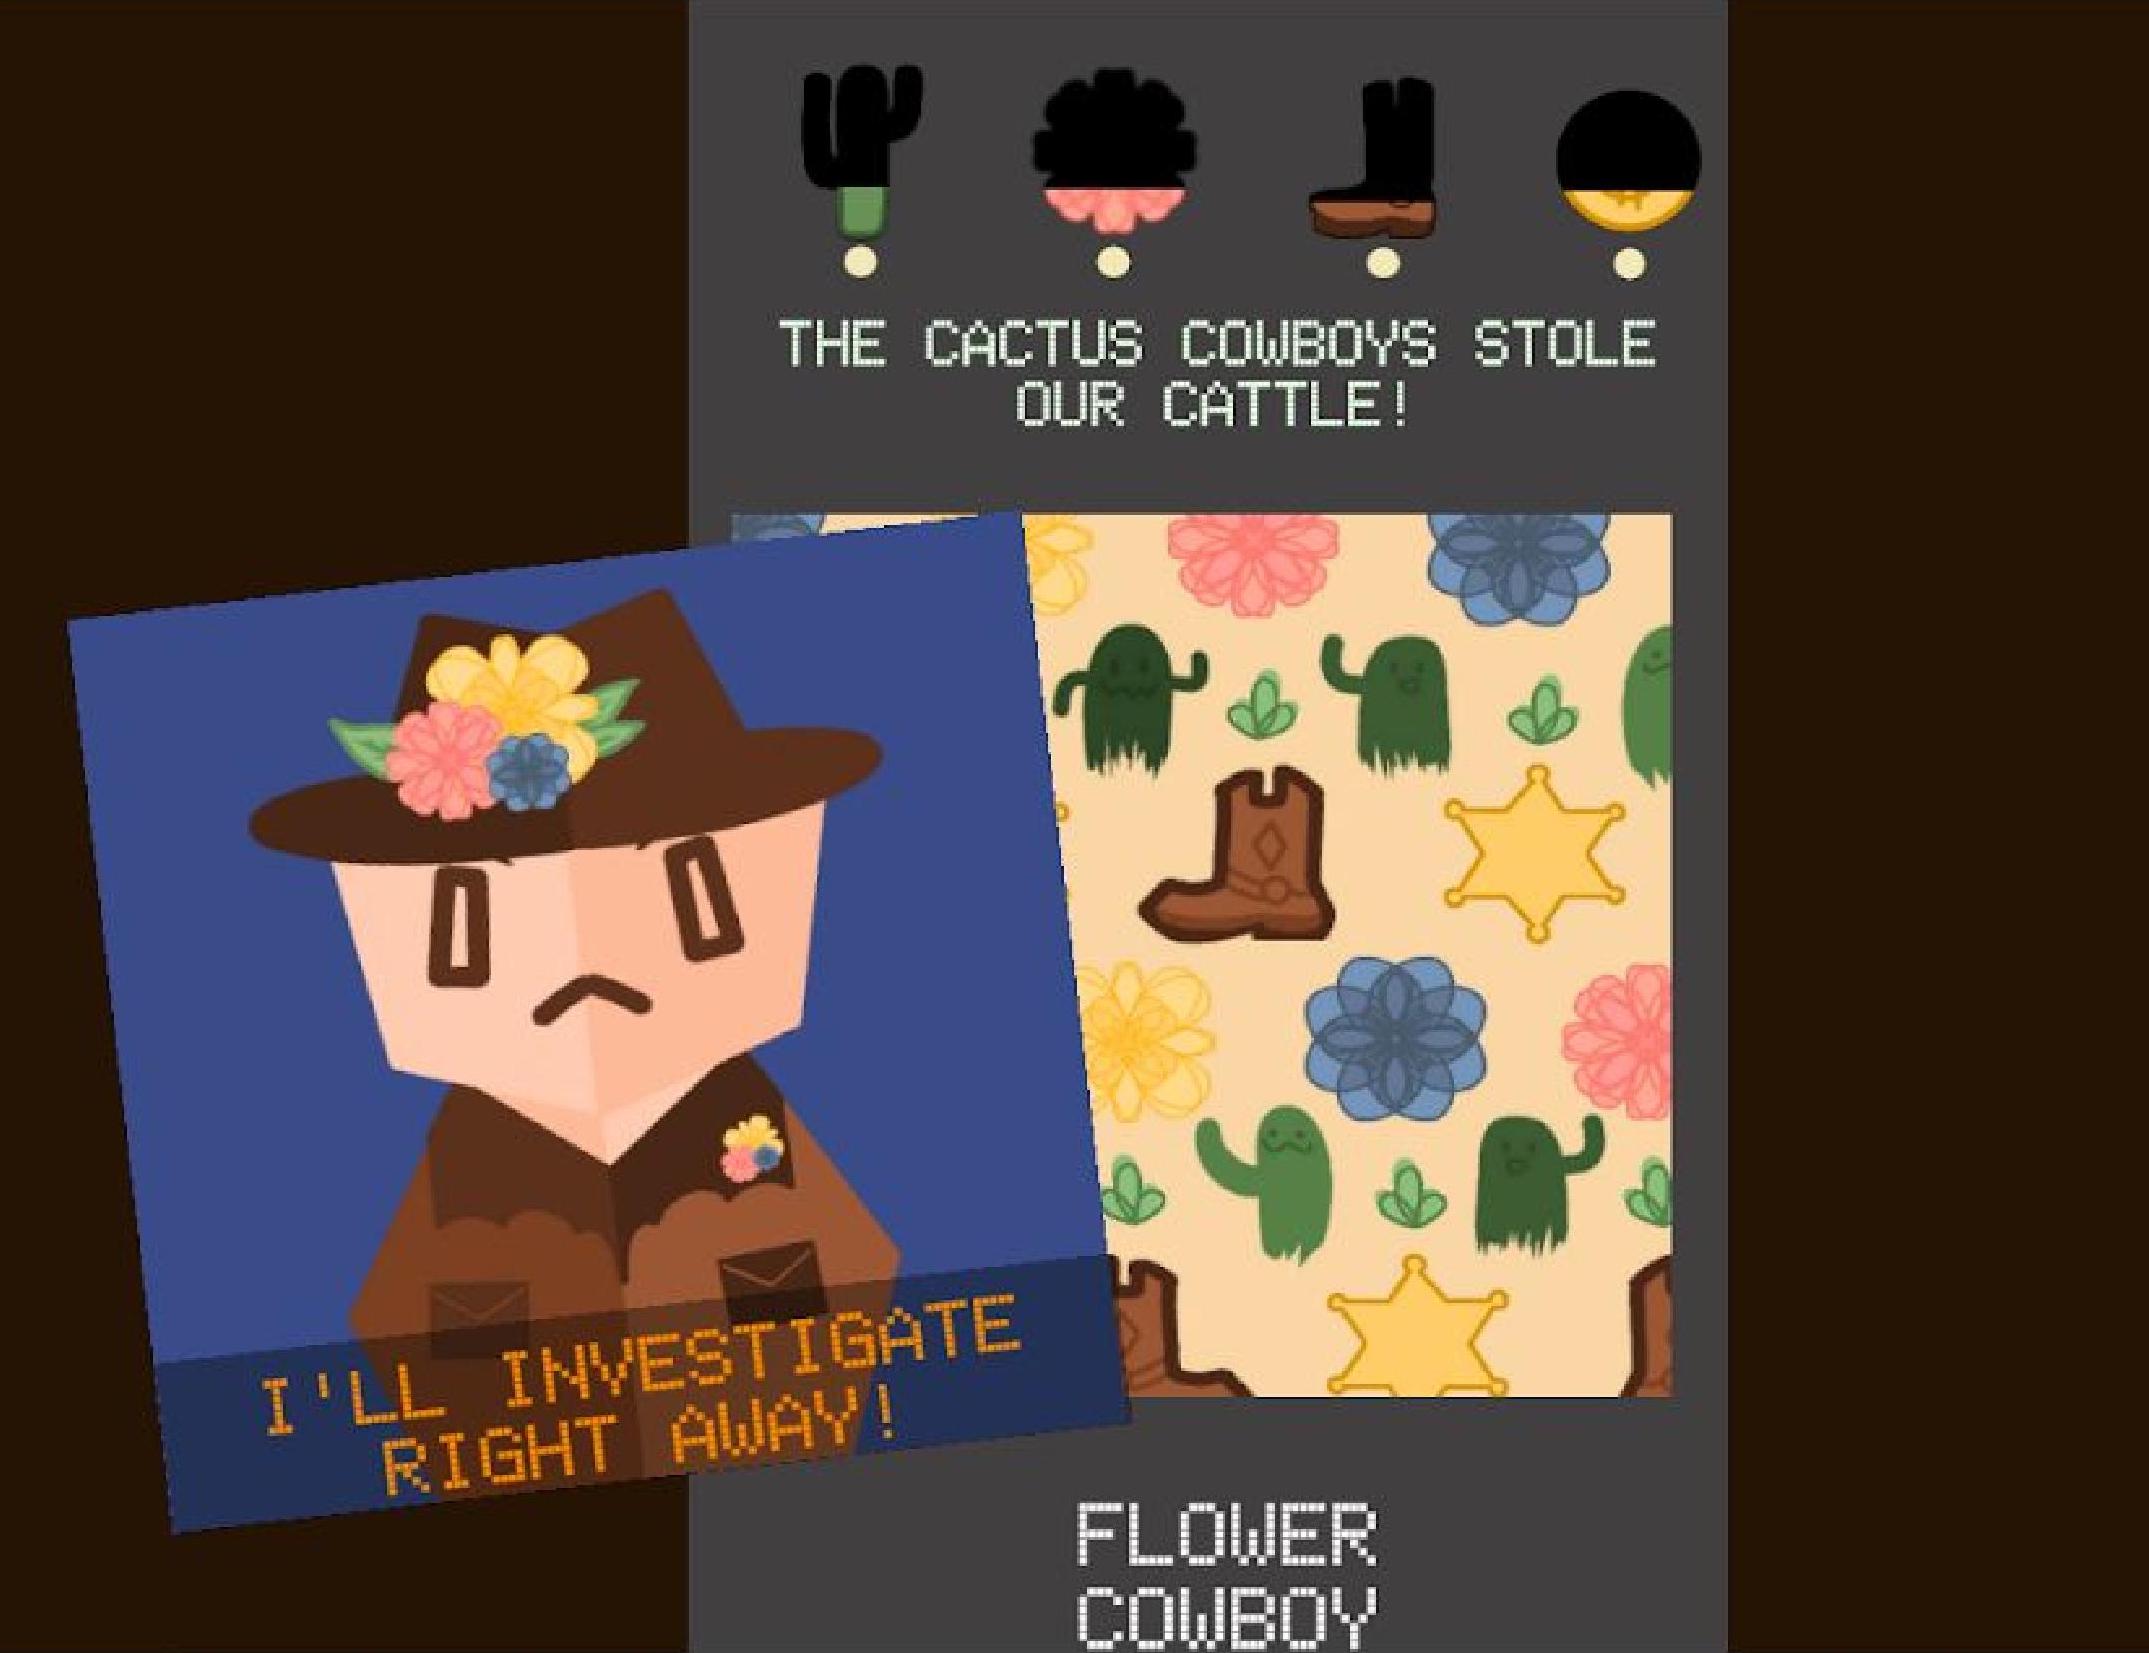 THE CACTUS COWBOYS STOLE
OUR CATTLE!
I'LL INVESTIGATE
RIGHT AWAY!
FLOWER
COWBOY